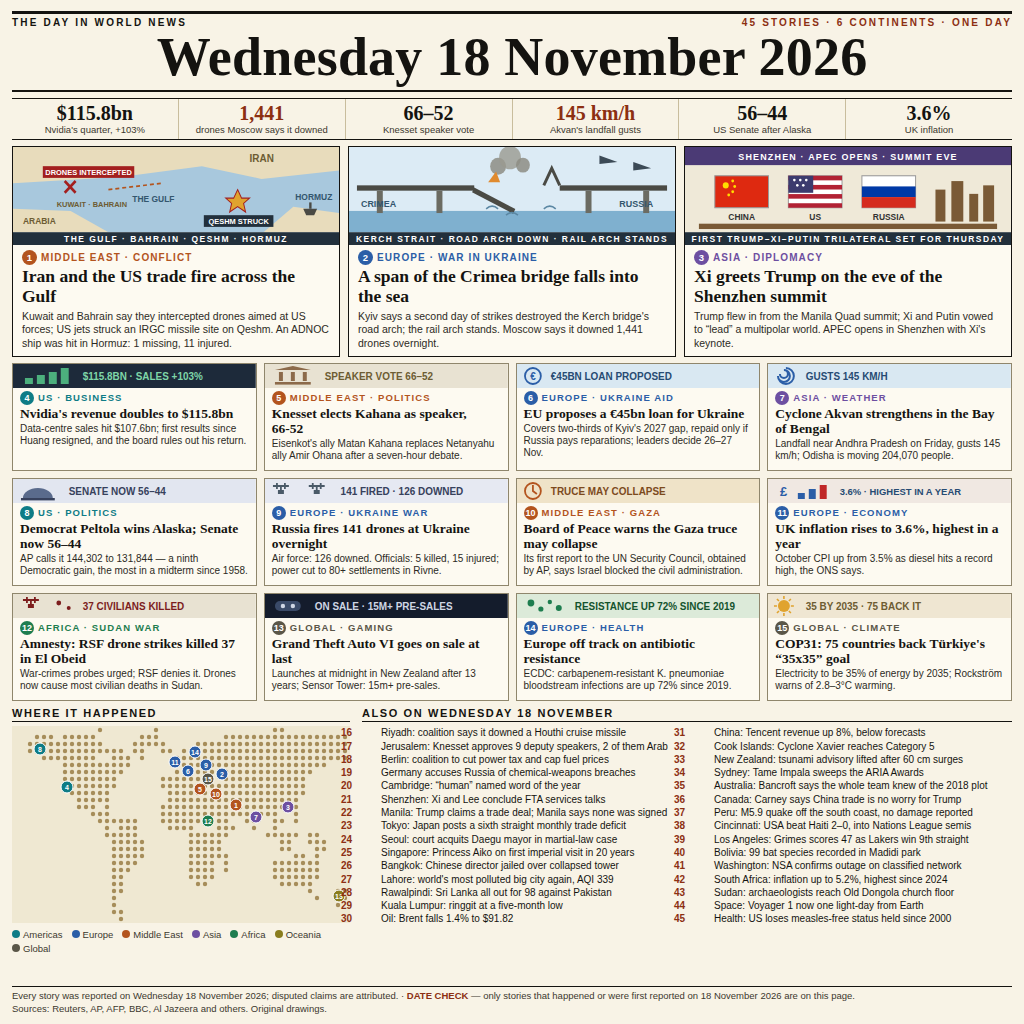 THE DAY IN WORLD NEWS
45 STORIES · 6 CONTINENTS · ONE DAY
Wednesday 18 November 2026
$115.8bn
Nvidia's quarter, +103%
1,441
drones Moscow says it downed
66–52
Knesset speaker vote
145 km/h
Akvan's landfall gusts
56–44
US Senate after Alaska
3.6%
UK inflation
IRAN
DRONES INTERCEPTED
KUWAIT · BAHRAIN
THE GULF
HORMUZ
ARABIA
QESHM STRUCK
THE GULF · BAHRAIN · QESHM · HORMUZ
1 MIDDLE EAST · CONFLICT
Iran and the US trade fire across the
Gulf
Kuwait and Bahrain say they intercepted drones aimed at US
forces; US jets struck an IRGC missile site on Qeshm. An ADNOC
ship was hit in Hormuz: 1 missing, 11 injured.
CRIMEA
RUSSIA
KERCH STRAIT · ROAD ARCH DOWN · RAIL ARCH STANDS
2 EUROPE · WAR IN UKRAINE
A span of the Crimea bridge falls into
the sea
Kyiv says a second day of strikes destroyed the Kerch bridge's
road arch; the rail arch stands. Moscow says it downed 1,441
drones overnight.
SHENZHEN · APEC OPENS · SUMMIT EVE
CHINA
US
RUSSIA
FIRST TRUMP–XI–PUTIN TRILATERAL SET FOR THURSDAY
3 ASIA · DIPLOMACY
Xi greets Trump on the eve of the
Shenzhen summit
Trump flew in from the Manila Quad summit; Xi and Putin vowed
to “lead” a multipolar world. APEC opens in Shenzhen with Xi's
keynote.
$115.8BN · SALES +103%
4 US · BUSINESS
Nvidia's revenue doubles to $115.8bn
Data-centre sales hit $107.6bn; first results since
Huang resigned, and the board rules out his return.
SPEAKER VOTE 66–52
5 MIDDLE EAST · POLITICS
Knesset elects Kahana as speaker,
66-52
Eisenkot's ally Matan Kahana replaces Netanyahu
ally Amir Ohana after a seven-hour debate.
€
€45BN LOAN PROPOSED
6 EUROPE · UKRAINE AID
EU proposes a €45bn loan for Ukraine
Covers two-thirds of Kyiv's 2027 gap, repaid only if
Russia pays reparations; leaders decide 26–27
Nov.
GUSTS 145 KM/H
7 ASIA · WEATHER
Cyclone Akvan strengthens in the Bay
of Bengal
Landfall near Andhra Pradesh on Friday, gusts 145
km/h; Odisha is moving 204,070 people.
SENATE NOW 56–44
8 US · POLITICS
Democrat Peltola wins Alaska; Senate
now 56–44
AP calls it 144,302 to 131,844 — a ninth
Democratic gain, the most in a midterm since 1958.
141 FIRED · 126 DOWNED
9 EUROPE · UKRAINE WAR
Russia fires 141 drones at Ukraine
overnight
Air force: 126 downed. Officials: 5 killed, 15 injured;
power cut to 80+ settlements in Rivne.
TRUCE MAY COLLAPSE
10 MIDDLE EAST · GAZA
Board of Peace warns the Gaza truce
may collapse
Its first report to the UN Security Council, obtained
by AP, says Israel blocked the civil administration.
£
3.6% · HIGHEST IN A YEAR
11 EUROPE · ECONOMY
UK inflation rises to 3.6%, highest in a
year
October CPI up from 3.5% as diesel hits a record
high, the ONS says.
37 CIVILIANS KILLED
12 AFRICA · SUDAN WAR
Amnesty: RSF drone strikes killed 37
in El Obeid
War-crimes probes urged; RSF denies it. Drones
now cause most civilian deaths in Sudan.
ON SALE · 15M+ PRE-SALES
13 GLOBAL · GAMING
Grand Theft Auto VI goes on sale at
last
Launches at midnight in New Zealand after 13
years; Sensor Tower: 15m+ pre-sales.
RESISTANCE UP 72% SINCE 2019
14 EUROPE · HEALTH
Europe off track on antibiotic
resistance
ECDC: carbapenem-resistant K. pneumoniae
bloodstream infections are up 72% since 2019.
35 BY 2035 · 75 BACK IT
15 GLOBAL · CLIMATE
COP31: 75 countries back Türkiye's
“35x35” goal
Electricity to be 35% of energy by 2035; Rockström
warns of 2.8–3°C warming.
WHERE IT HAPPENED
8
4
14
11
6
9
2
15
5
10
1
12
7
3
13
Americas Europe Middle East Asia Africa Oceania
Global
ALSO ON WEDNESDAY 18 NOVEMBER
16 Riyadh: coalition says it downed a Houthi cruise missile
17 Jerusalem: Knesset approves 9 deputy speakers, 2 of them Arab
18 Berlin: coalition to cut power tax and cap fuel prices
19 Germany accuses Russia of chemical-weapons breaches
20 Cambridge: “human” named word of the year
21 Shenzhen: Xi and Lee conclude FTA services talks
22 Manila: Trump claims a trade deal; Manila says none was signed
23 Tokyo: Japan posts a sixth straight monthly trade deficit
24 Seoul: court acquits Daegu mayor in martial-law case
25 Singapore: Princess Aiko on first imperial visit in 20 years
26 Bangkok: Chinese director jailed over collapsed tower
27 Lahore: world's most polluted big city again, AQI 339
28 Rawalpindi: Sri Lanka all out for 98 against Pakistan
29 Kuala Lumpur: ringgit at a five-month low
30 Oil: Brent falls 1.4% to $91.82
31 China: Tencent revenue up 8%, below forecasts
32 Cook Islands: Cyclone Xavier reaches Category 5
33 New Zealand: tsunami advisory lifted after 60 cm surges
34 Sydney: Tame Impala sweeps the ARIA Awards
35 Australia: Bancroft says the whole team knew of the 2018 plot
36 Canada: Carney says China trade is no worry for Trump
37 Peru: M5.9 quake off the south coast, no damage reported
38 Cincinnati: USA beat Haiti 2–0, into Nations League semis
39 Los Angeles: Grimes scores 47 as Lakers win 9th straight
40 Bolivia: 99 bat species recorded in Madidi park
41 Washington: NSA confirms outage on classified network
42 South Africa: inflation up to 5.2%, highest since 2024
43 Sudan: archaeologists reach Old Dongola church floor
44 Space: Voyager 1 now one light-day from Earth
45 Health: US loses measles-free status held since 2000
Every story was reported on Wednesday 18 November 2026; disputed claims are attributed. · DATE CHECK — only stories that happened or were first reported on 18 November 2026 are on this page.
Sources: Reuters, AP, AFP, BBC, Al Jazeera and others. Original drawings.